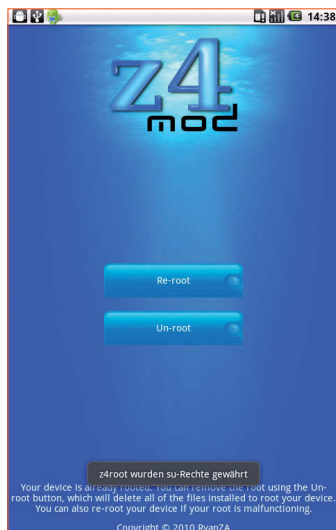 14:38
z4
mod
Re-root
Un-root
z4root wurden su-Rechte gewährt
Your device is already rooted. You can remove the root using the Un-
root button, which will delete all of the files installed to root your device.
You can also re-root your device if your root is malfunctioning.
Copyright © 2010 RyanZA